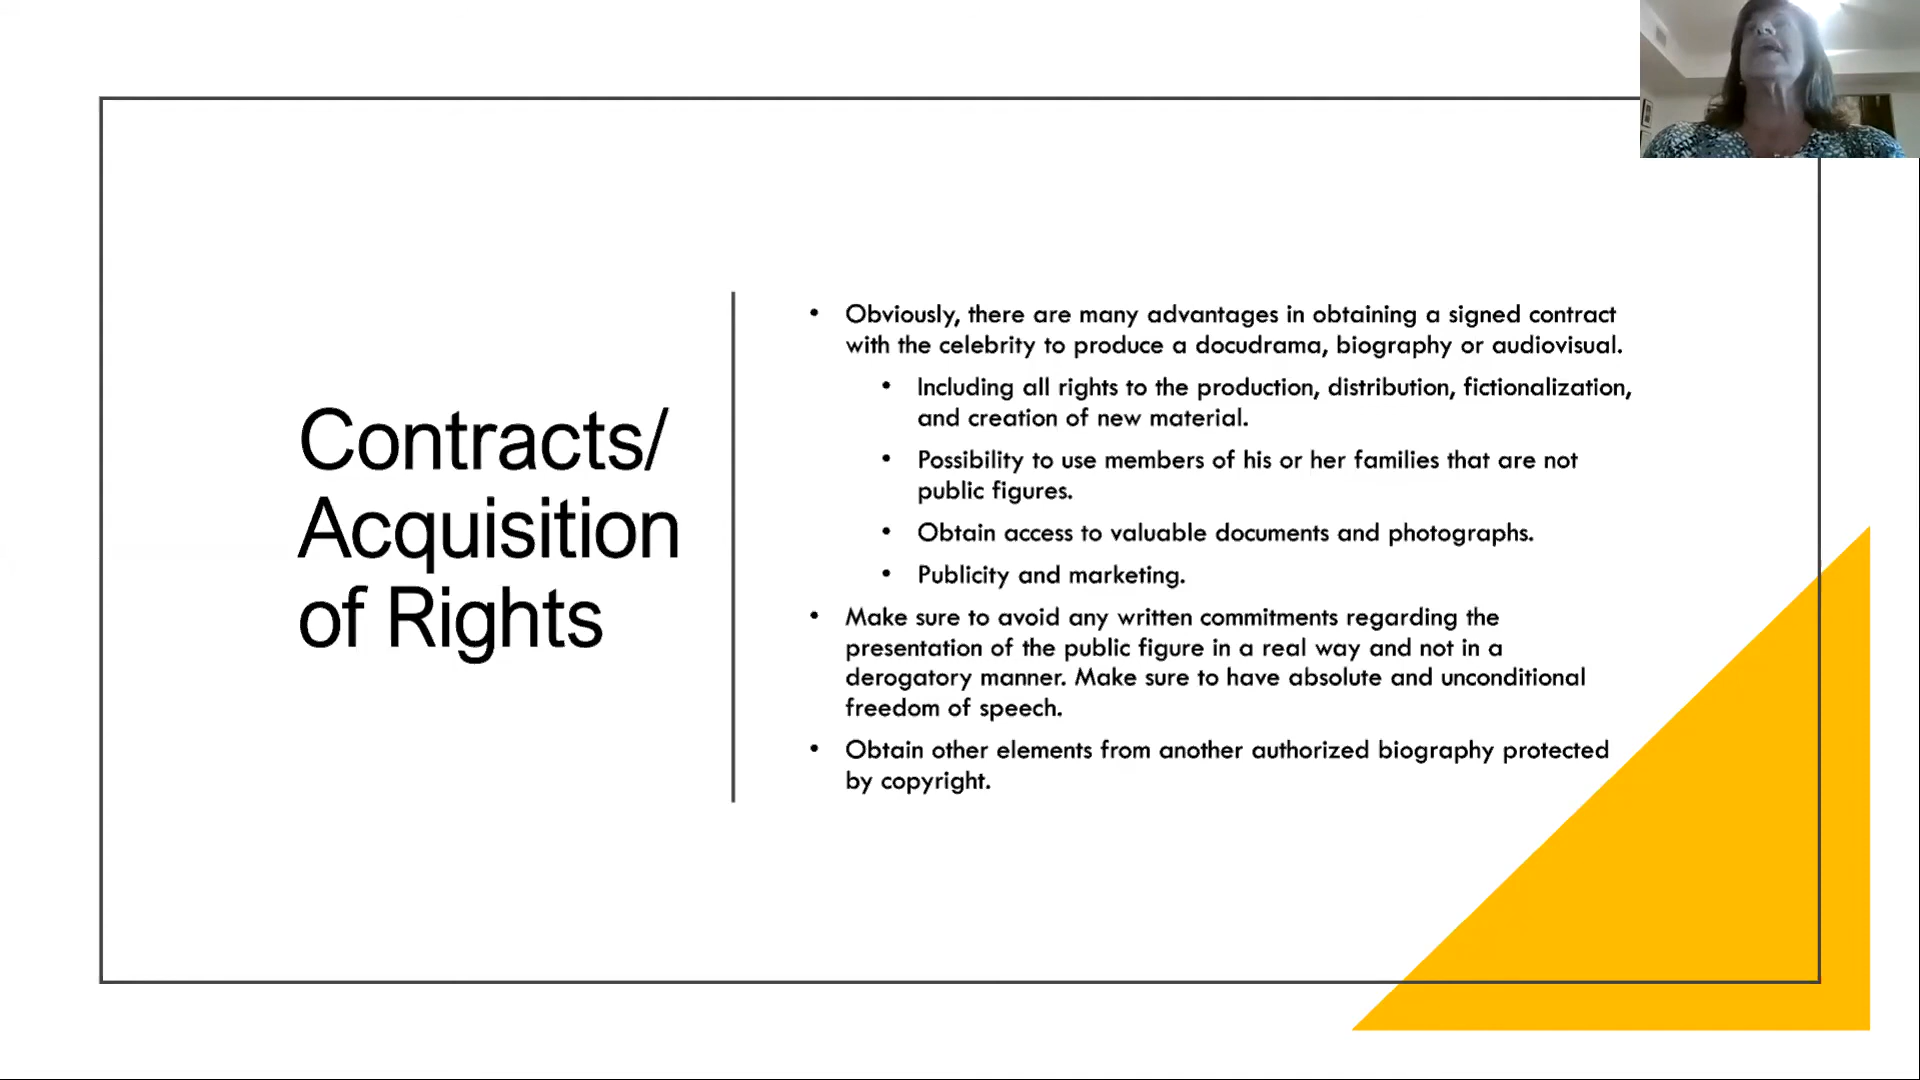 Contracts/
Acquisition
of Rights
• Obviously, there are many advantages in obtaining a signed contract
with the celebrity to produce a docudrama, biography or audiovisual.
• Including all rights to the production, distribution, fictionalization,
and creation of new material.
• Possibility to use members of his or her families that are not
public figures.
• Obtain access to valuable documents and photographs.
• Publicity and marketing.
• Make sure to avoid any written commitments regarding the
presentation of the public figure in a real way and not in a
derogatory manner. Make sure to have absolute and unconditional
freedom of speech.
• Obtain other elements from another authorized biography protected
by copyright.